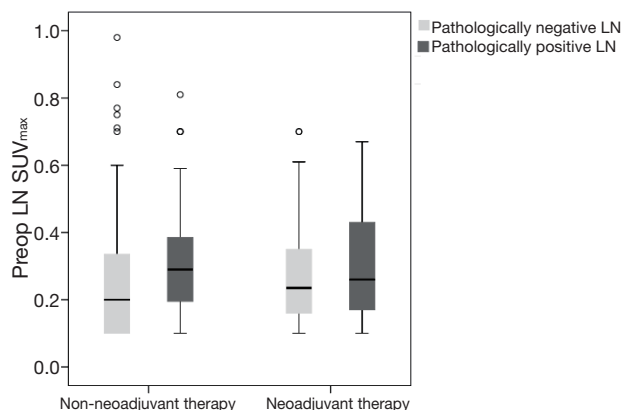 Pathologically negative LN
Pathologically positive LN
1.0
0.8
0.6
0.4
0.2
0.0
Preop LN SUVmax
Non-neoadjuvant therapy
Neoadjuvant therapy